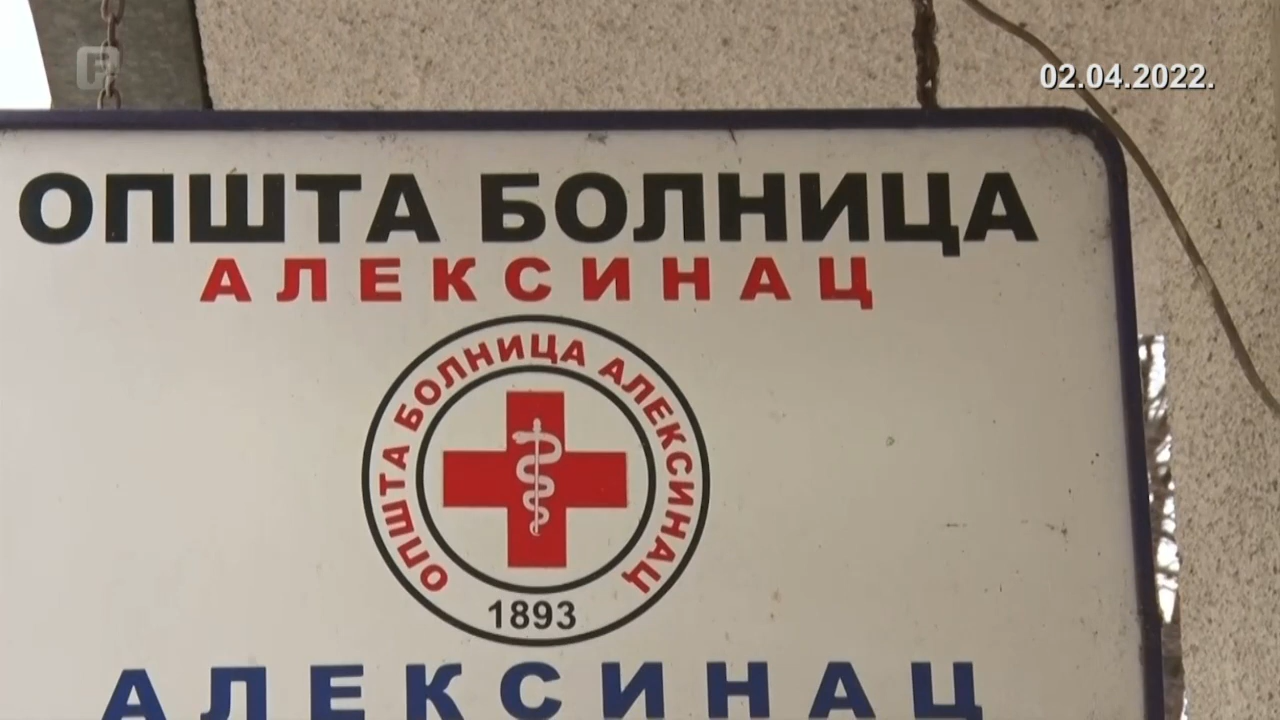 02.04.2022.
ОПШТА БОЛНИЦА
АЛЕКСИНАЦ
ОПШТА БОЛНИЦА АЛЕКСИНАЦ
1893
АЛЕКСИНАЦ